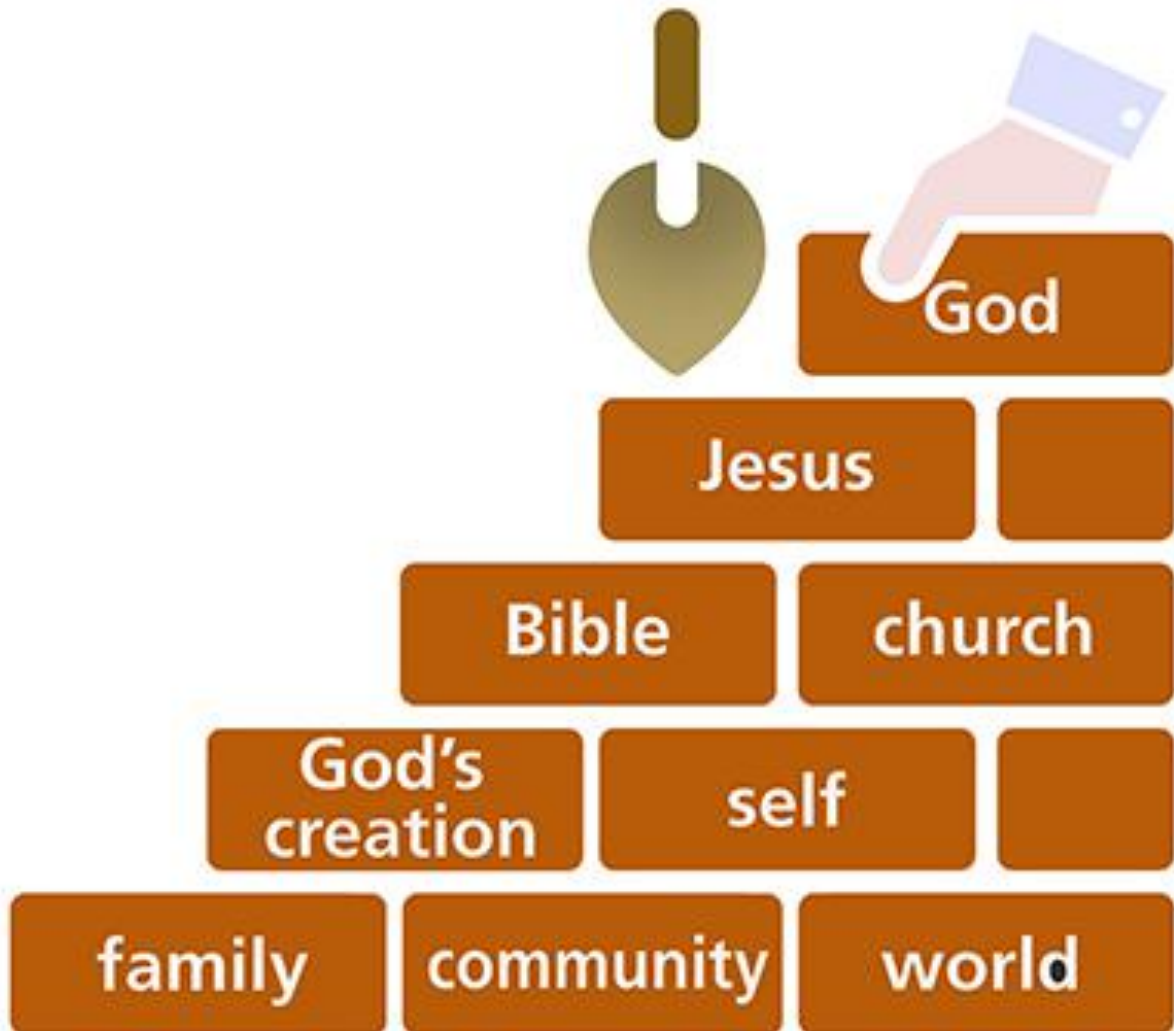 God
Jesus
Bible
church
God's
creation
self
family
community
world